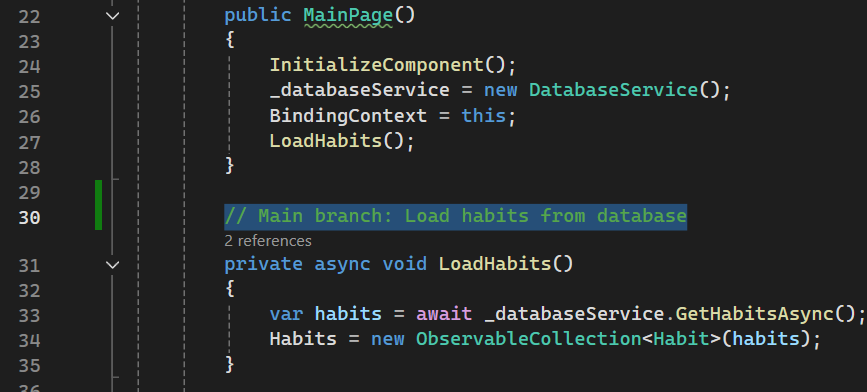 22 public MainPage()
23 {
24 InitializeComponent();
25 _databaseService = new DatabaseService();
26 BindingContext = this;
27 LoadHabits();
28 }
29
30 // Main branch: Load habits from database
2 references
31 private async void LoadHabits()
32 {
33 var habits = await _databaseService.GetHabitsAsync();
34 Habits = new ObservableCollection<Habit>(habits);
35 }
36